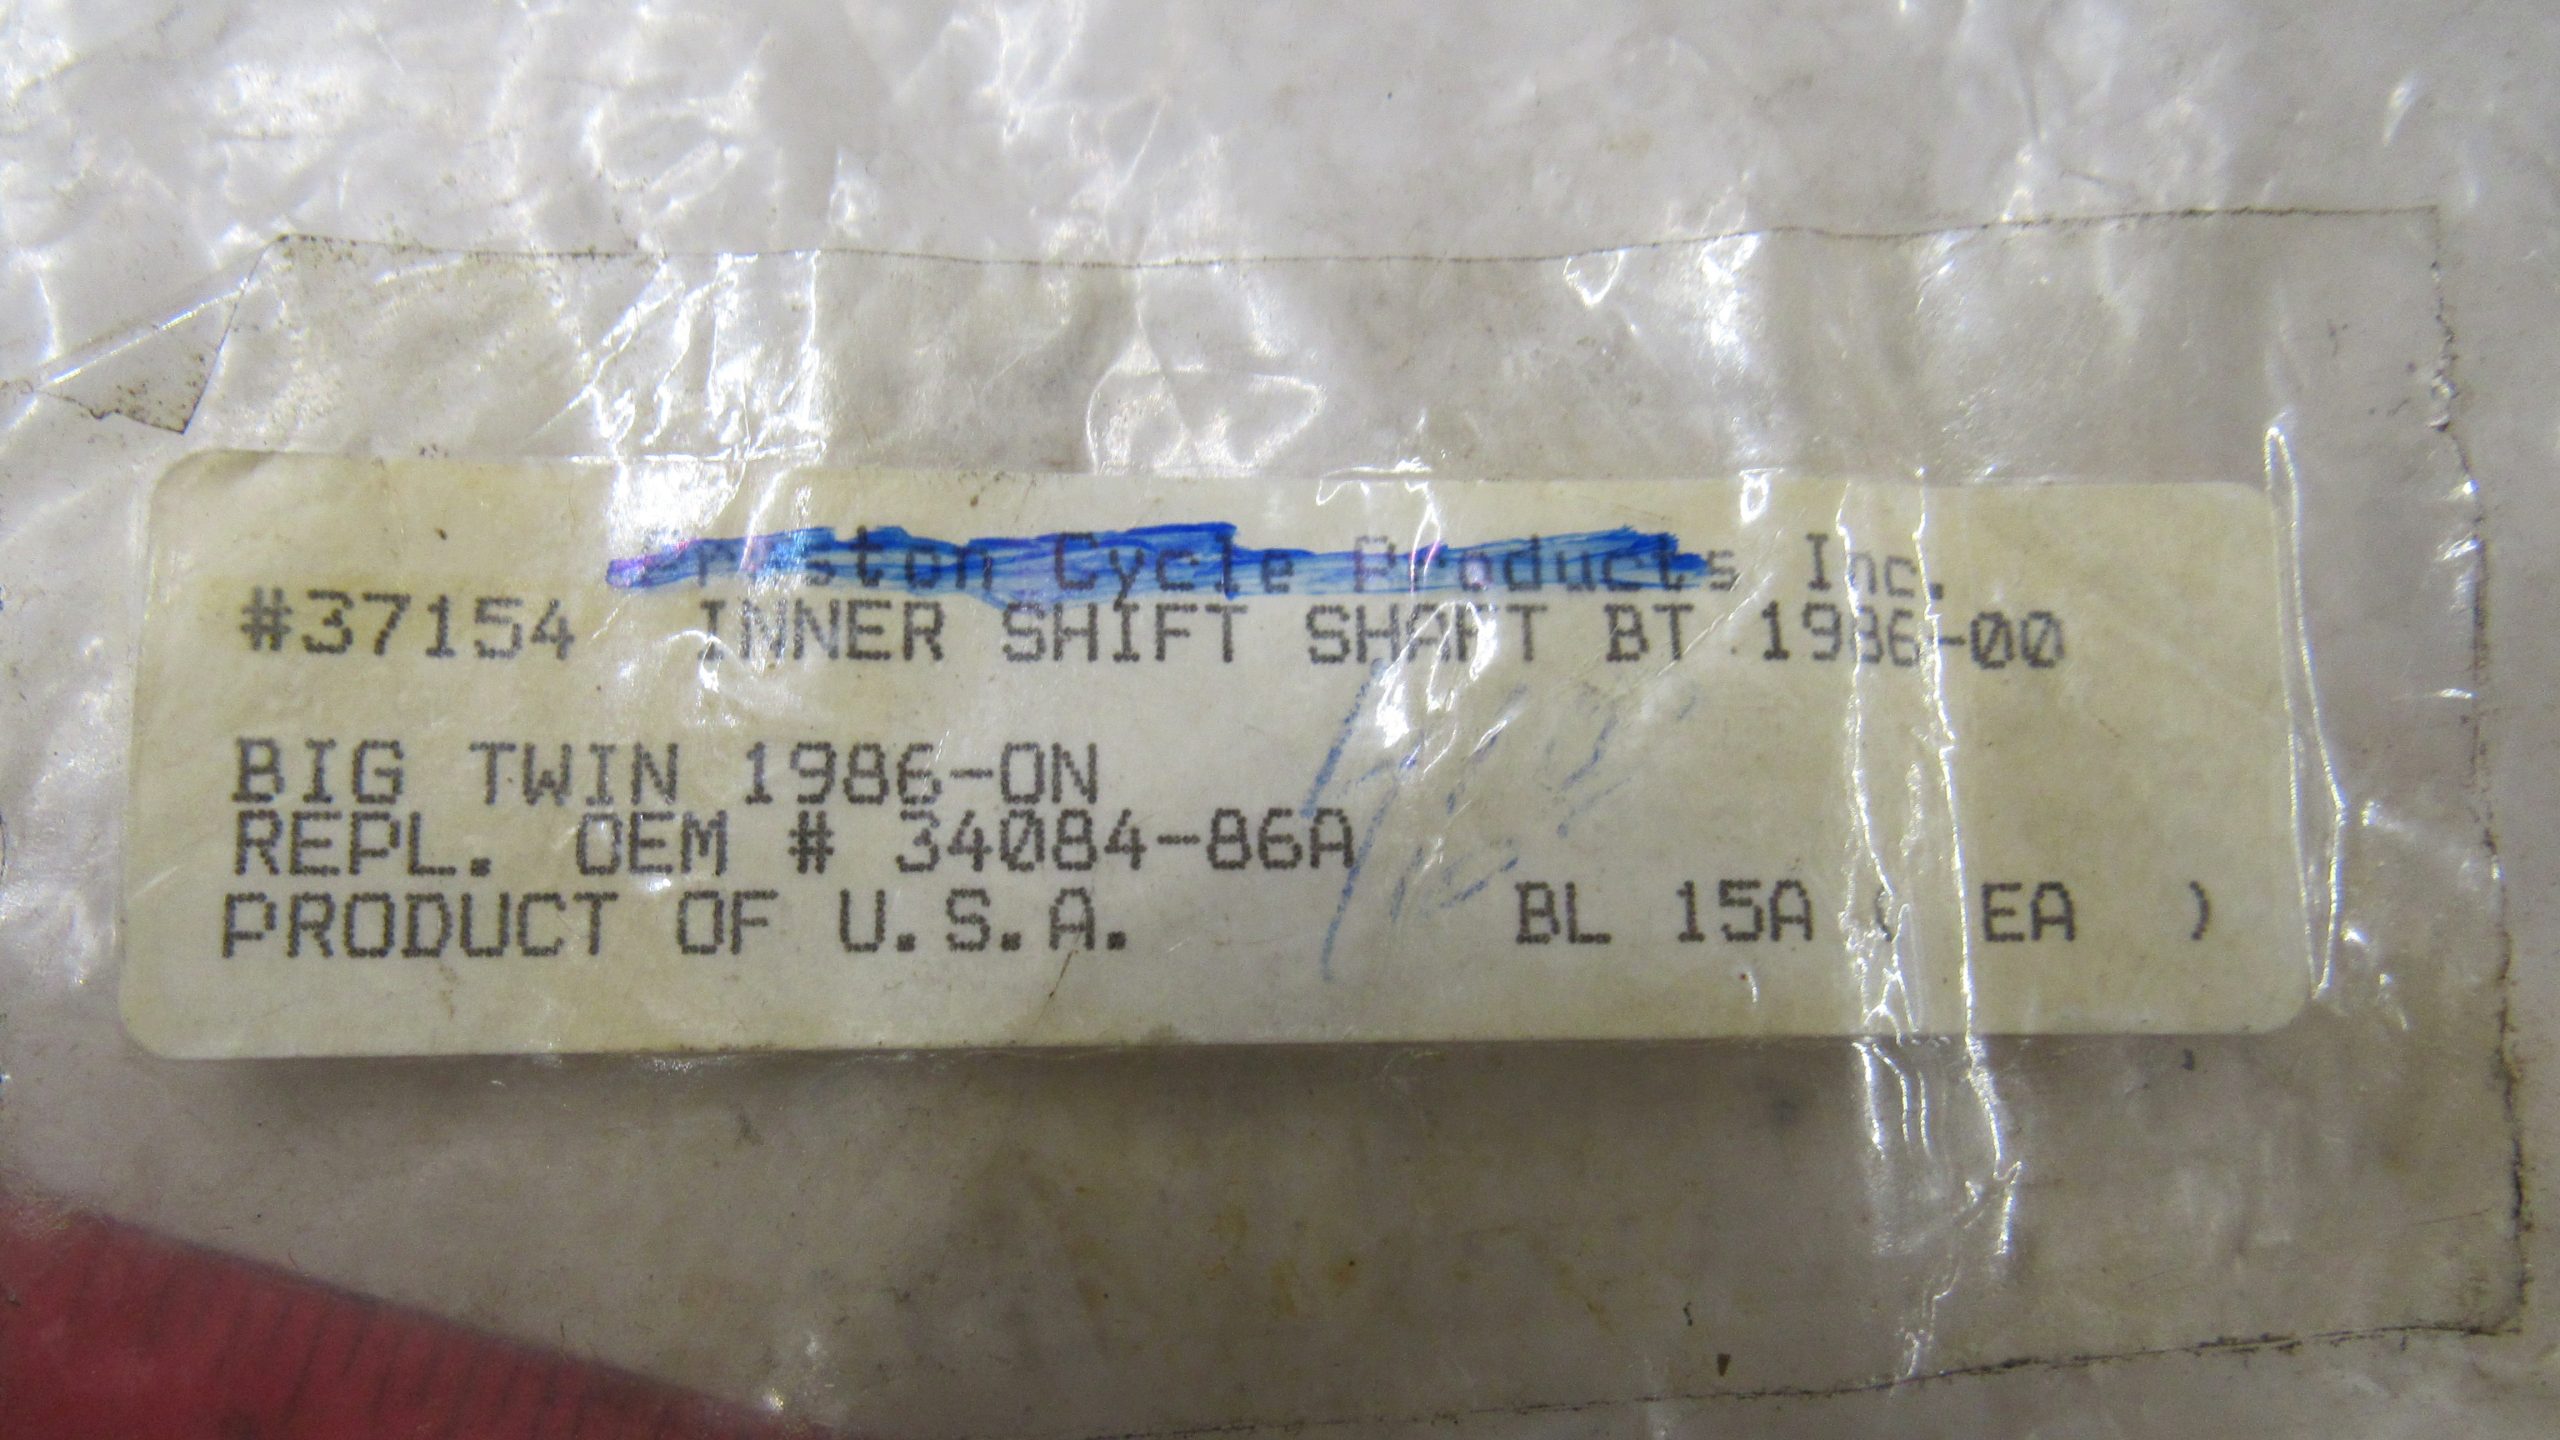 Cycle Products Inc.
#37154 INNER SHIFT SHAFT BT 1986-00
BIG TWIN 1986-ON
REPL. OEM # 34084-86A
PRODUCT OF U.S.A. BL 15A ( EA )